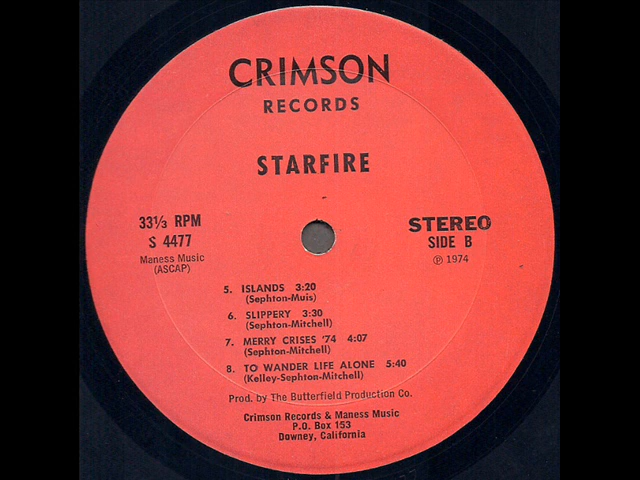 CRIMSON
RECORDS
STARFIRE
33⅓ RPM
S 4477
Maness Music
(ASCAP)
STEREO
SIDE B
℗ 1974
5. ISLANDS 3:20
(Sephton-Muis)
6. SLIPPERY 3:30
(Sephton-Mitchell)
7. MERRY CRISES '74 4:07
(Sephton-Mitchell)
8. TO WANDER LIFE ALONE 5:40
(Kelley-Sephton-Mitchell)
Prod. by The Butterfield Production Co.
Crimson Records & Maness Music
P.O. Box 153
Downey, California